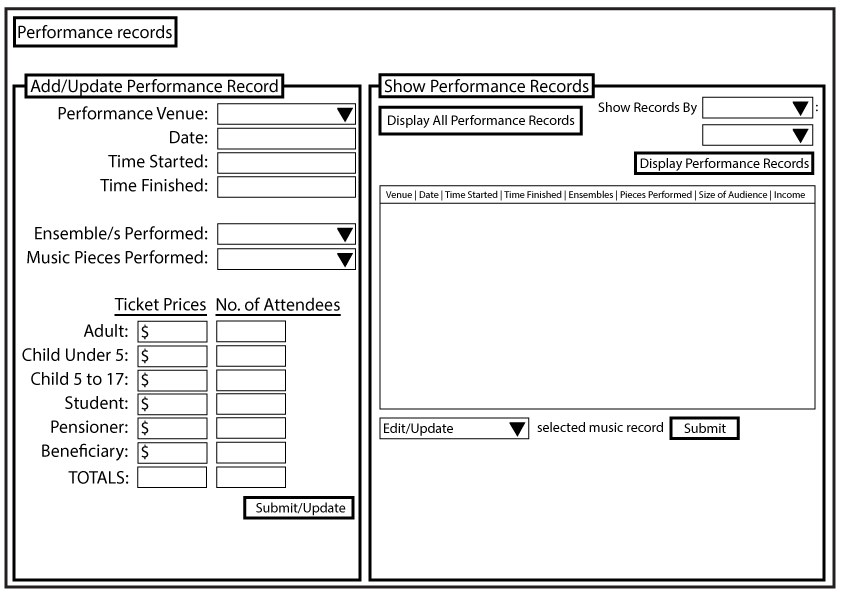 Performance records
Add/Update Performance Record
Performance Venue:
Date:
Time Started:
Time Finished:
Ensemble/s Performed:
Music Pieces Performed:
Ticket Prices No. of Attendees
Adult: $
Child Under 5: $
Child 5 to 17: $
Student: $
Pensioner: $
Beneficiary: $
TOTALS:
Submit/Update
Show Performance Records
Display All Performance Records
Show Records By :
Display Performance Records
Venue | Date | Time Started | Time Finished | Ensembles | Pieces Performed | Size of Audience | Income
Edit/Update selected music record Submit